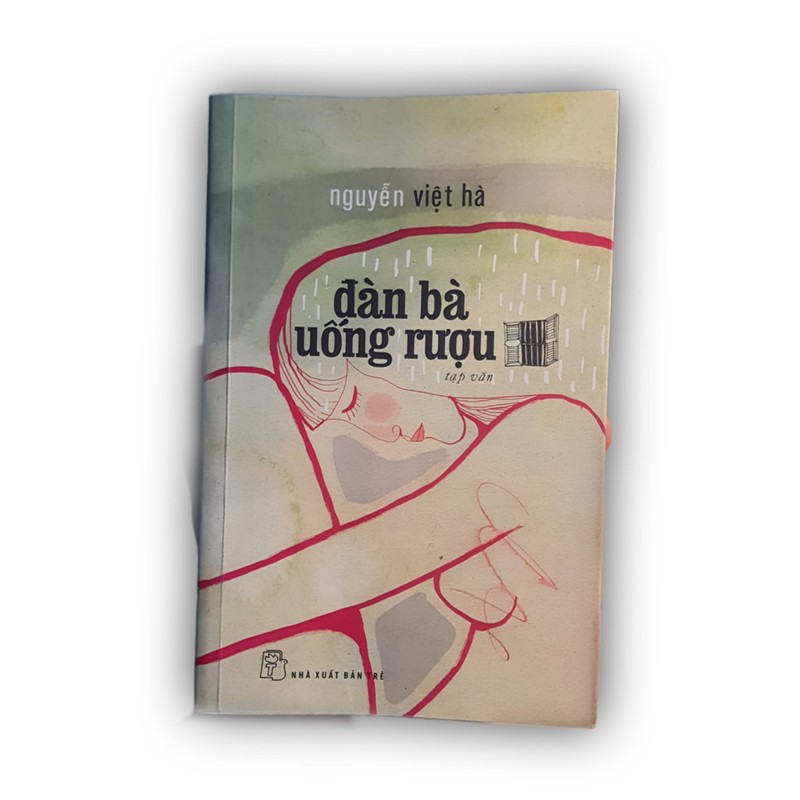 nguyễn việt hà
đàn bà
uống rượu
tạp văn
NHÀ XUẤT BẢN TRẺ